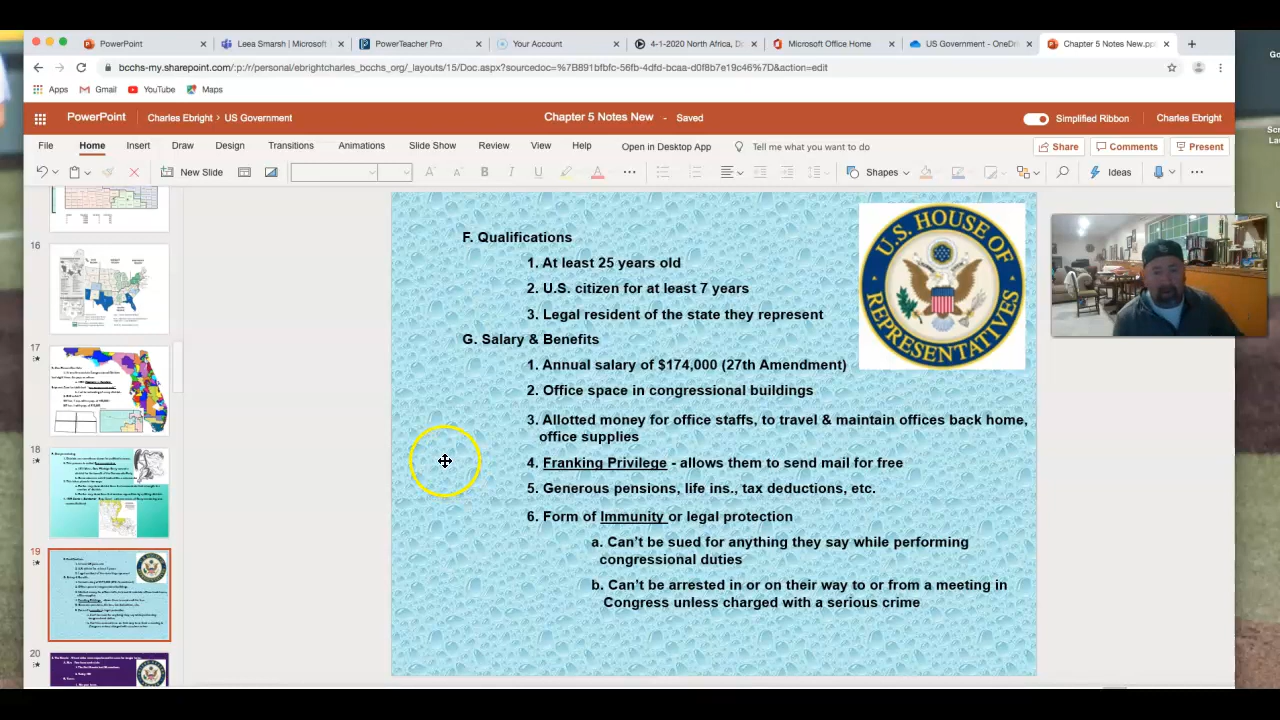 PowerPoint
Leea Smarsh | Microsoft
PowerTeacher Pro
Your Account
4-1-2020 North Africa, D
Microsoft Office Home
US Government - OneDri
Chapter 5 Notes New.pp
bcchs-my.sharepoint.com/:p:/r/personal/ebrightcharles_bcchs_org/_layouts/15/Doc.aspx?sourcedoc=%7B891bfbfc-56fb-4dfd-bcaa-d0f8b7e19c46%7D&action=edit
Apps Gmail YouTube Maps
PowerPoint Charles Ebright > US Government Chapter 5 Notes New - Saved Simplified Ribbon Charles Ebright
File Home Insert Draw Design Transitions Animations Slide Show Review View Help Open in Desktop App Tell me what you want to do Share Comments Present
New Slide B I U A Shapes Ideas
16
17
18
19
20
F. Qualifications
1. At least 25 years old
2. U.S. citizen for at least 7 years
3. Legal resident of the state they represent
G. Salary & Benefits
1. Annual salary of $174,000 (27th Amendment)
2. Office space in congressional buildings
3. Allotted money for office staffs, to travel & maintain offices back home,
office supplies
4. Franking Privilege - allows them to send mail for free
5. Generous pensions, life ins., tax deductions, etc.
6. Form of Immunity or legal protection
a. Can't be sued for anything they say while performing
congressional duties
b. Can't be arrested in or on their way to or from a meeting in
Congress unless charged with a serious crime
U.S. HOUSE OF
REPRESENTATIVES